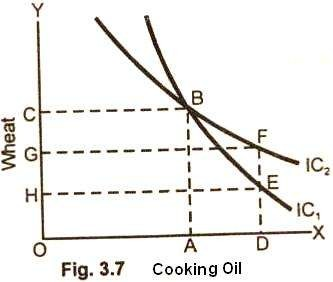 Y
B
C
F
G
IC2
E
H
IC1
Wheat
O
A
D
X
Fig. 3.7 Cooking Oil